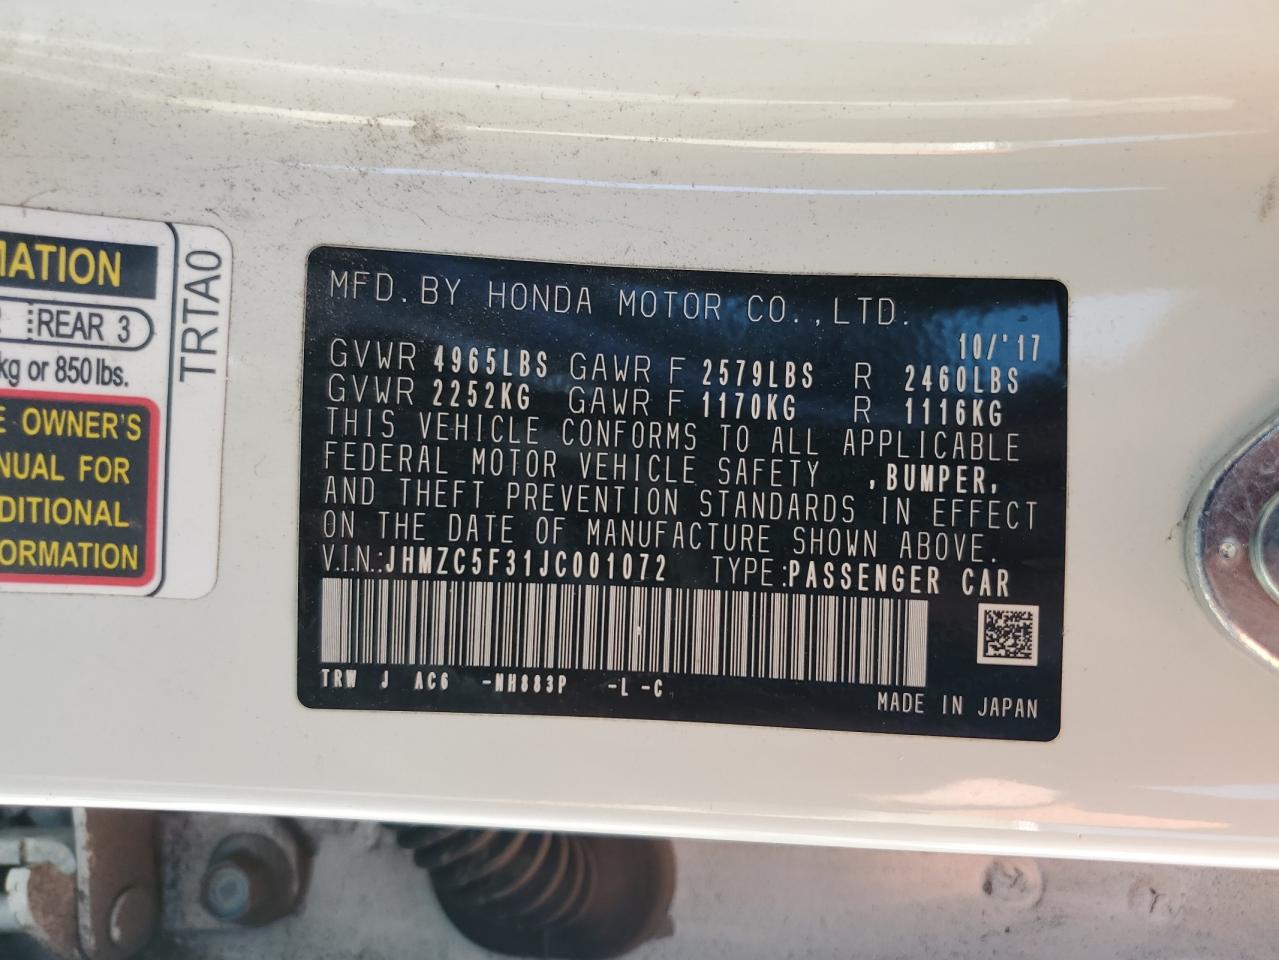 MATION
REAR 3
kg or 850 lbs.
OWNER'S
NUAL FOR
DITIONAL
ORMATION
TRTA0
MFD. BY HONDA MOTOR CO., LTD.
10/'17
GVWR 4965LBS GAWR F 2579LBS R 2460LBS
GVWR 2252KG GAWR F 1170KG R 1116KG
THIS VEHICLE CONFORMS TO ALL APPLICABLE
FEDERAL MOTOR VEHICLE SAFETY ,BUMPER,
AND THEFT PREVENTION STANDARDS IN EFFECT
ON THE DATE OF MANUFACTURE SHOWN ABOVE.
V.I.N.:JHMZC5F31JC001072 TYPE:PASSENGER CAR
TRW J AC6 -NH883P -L -C
MADE IN JAPAN